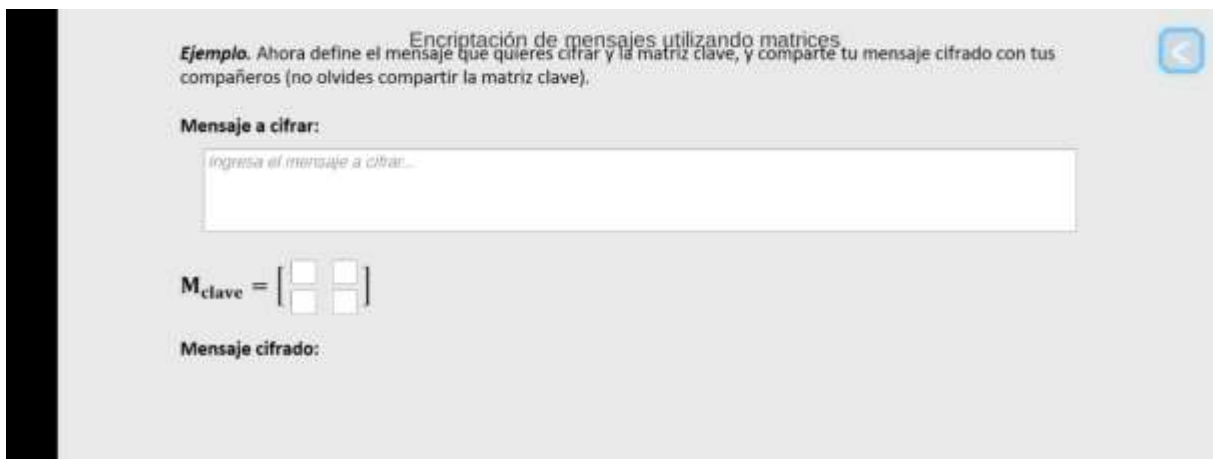 Encriptación de mensajes utilizando matrices
Ejemplo. Ahora define el mensaje que quieres cifrar y la matriz clave, y comparte tu mensaje cifrado con tus
compañeros (no olvides compartir la matriz clave).
Mensaje a cifrar:
Ingresa el mensaje a cifrar...
M clave = [ ]
Mensaje cifrado: